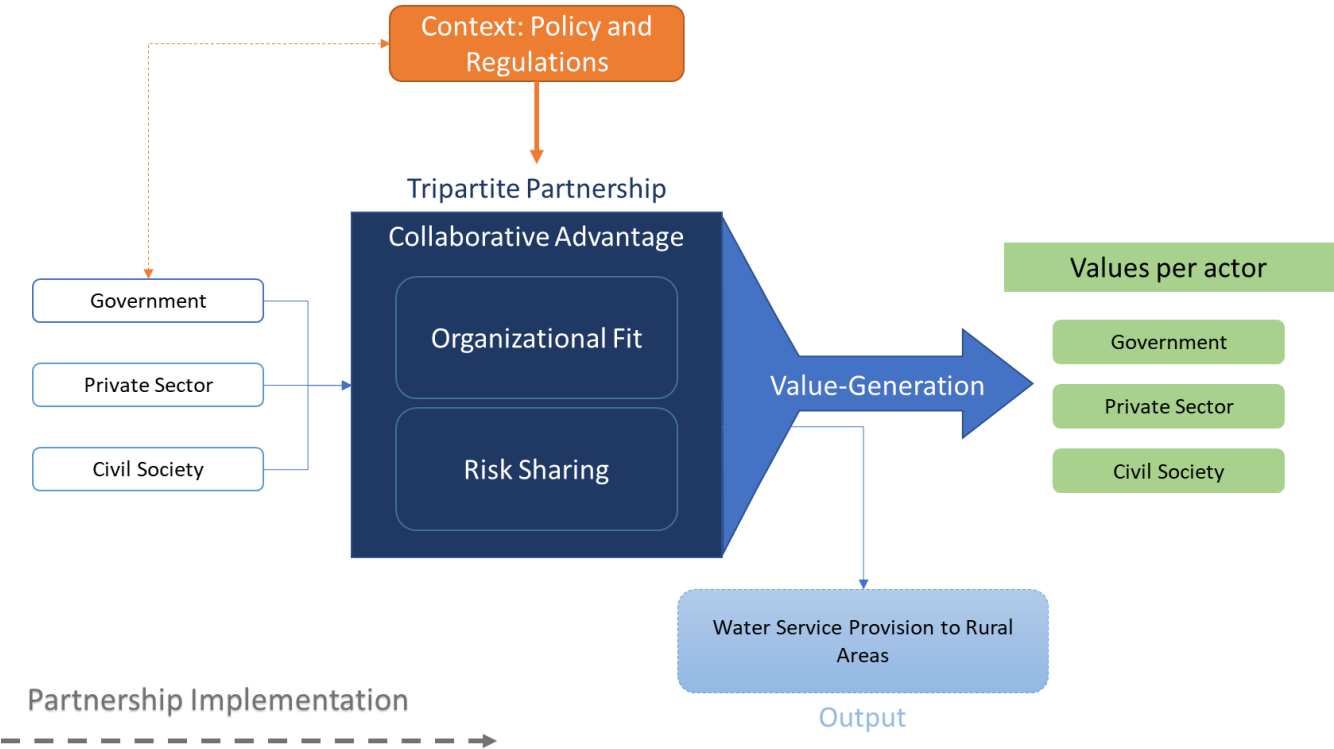 Context: Policy and
Regulations
Tripartite Partnership
Collaborative Advantage
Organizational Fit
Risk Sharing
Government
Private Sector
Civil Society
Value-Generation
Values per actor
Government
Private Sector
Civil Society
Water Service Provision to Rural
Areas
Output
Partnership Implementation